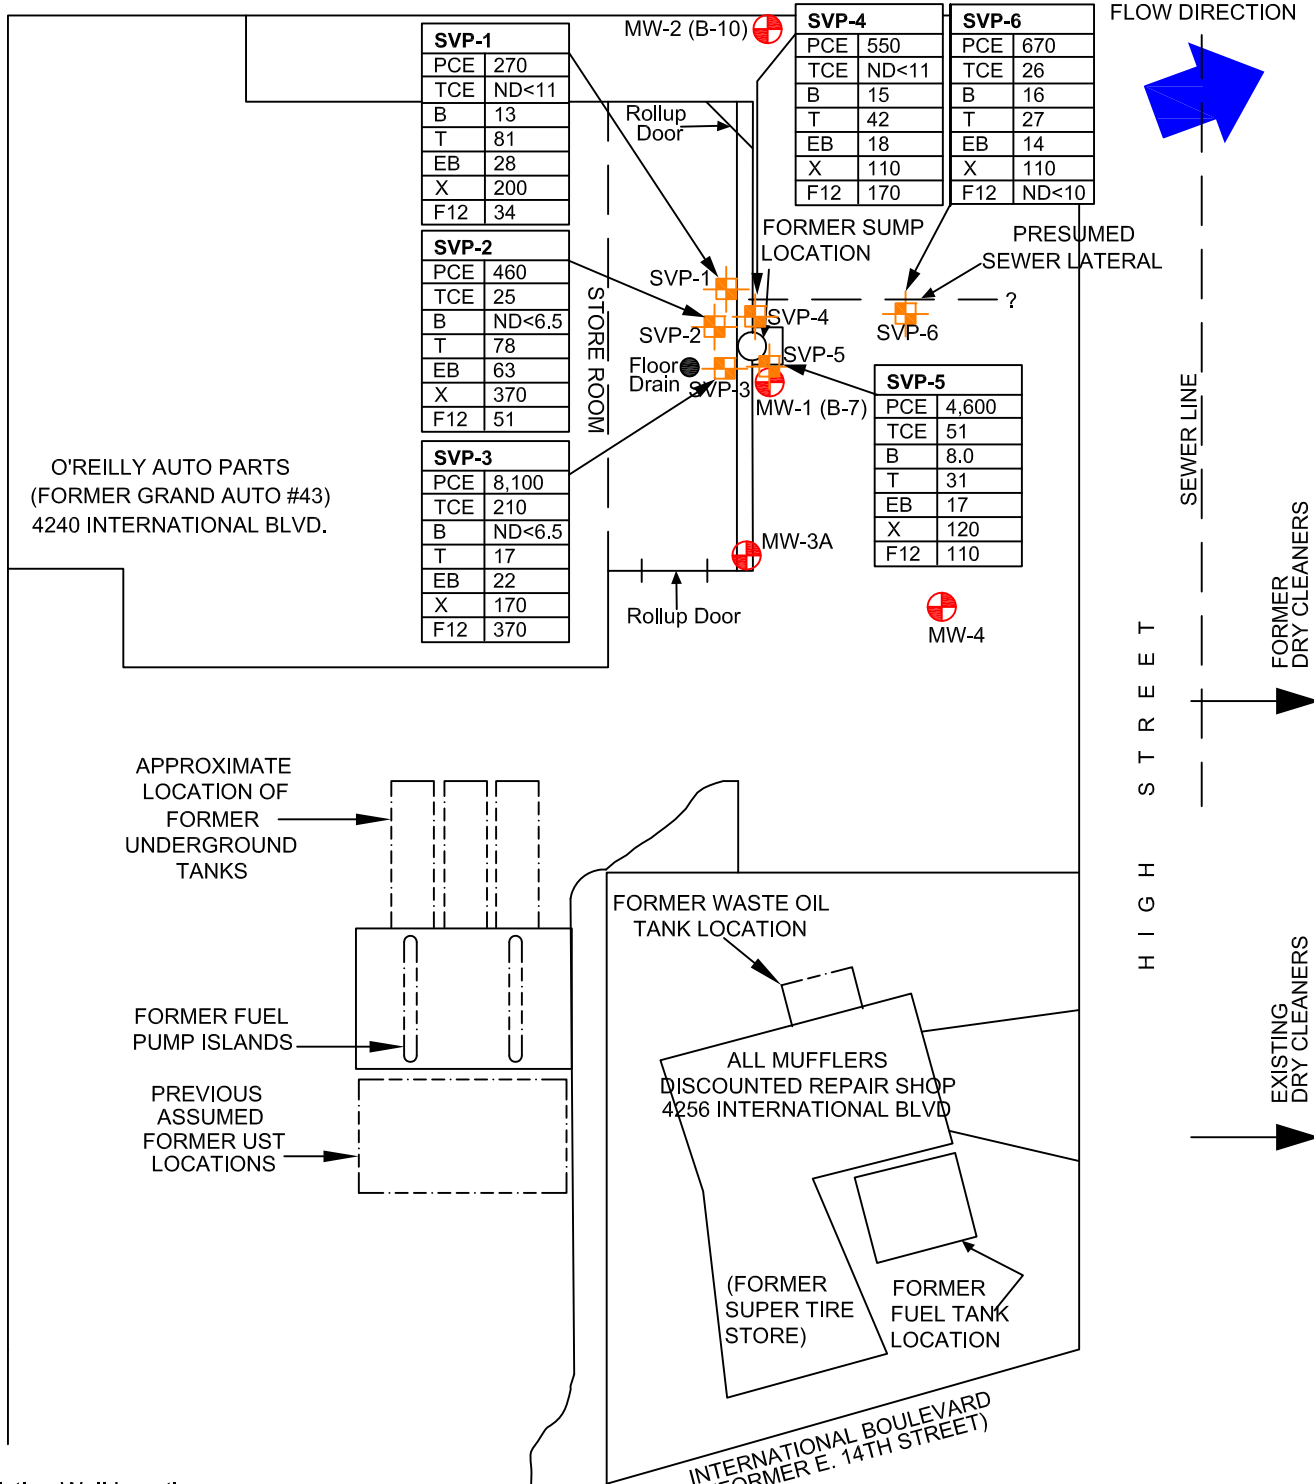 FLOW DIRECTION
MW-2 (B-10)
SVP-1
PCE 270
TCE ND<11
B 13
T 81
EB 28
X 200
F12 34
SVP-4
PCE 550
TCE ND<11
B 15
T 42
EB 18
X 110
F12 170
SVP-6
PCE 670
TCE 26
B 16
T 27
EB 14
X 110
F12 ND<10
Rollup
Door
FORMER SUMP
LOCATION
PRESUMED
SEWER LATERAL
?
SVP-2
PCE 460
TCE 25
B ND<6.5
T 78
EB 63
X 370
F12 51
STORE ROOM
SVP-1
SVP-4
SVP-2
SVP-6
SVP-5
Floor
Drain
SVP-3
MW-1 (B-7)
SVP-5
PCE 4,600
TCE 51
B 8.0
T 31
EB 17
X 120
F12 110
SVP-3
PCE 8,100
TCE 210
B ND<6.5
T 17
EB 22
X 170
F12 370
O'REILLY AUTO PARTS
(FORMER GRAND AUTO #43)
4240 INTERNATIONAL BLVD.
MW-3A
Rollup Door
MW-4
SEWER LINE
FORMER
DRY CLEANERS
HIGH STREET
EXISTING
DRY CLEANERS
APPROXIMATE
LOCATION OF
FORMER
UNDERGROUND
TANKS
FORMER WASTE OIL
TANK LOCATION
FORMER FUEL
PUMP ISLANDS
PREVIOUS
ASSUMED
FORMER UST
LOCATIONS
ALL MUFFLERS
DISCOUNTED REPAIR SHOP
4256 INTERNATIONAL BLVD
(FORMER
SUPER TIRE
STORE)
FORMER
FUEL TANK
LOCATION
INTERNATIONAL BOULEVARD
(FORMER E. 14TH STREET)